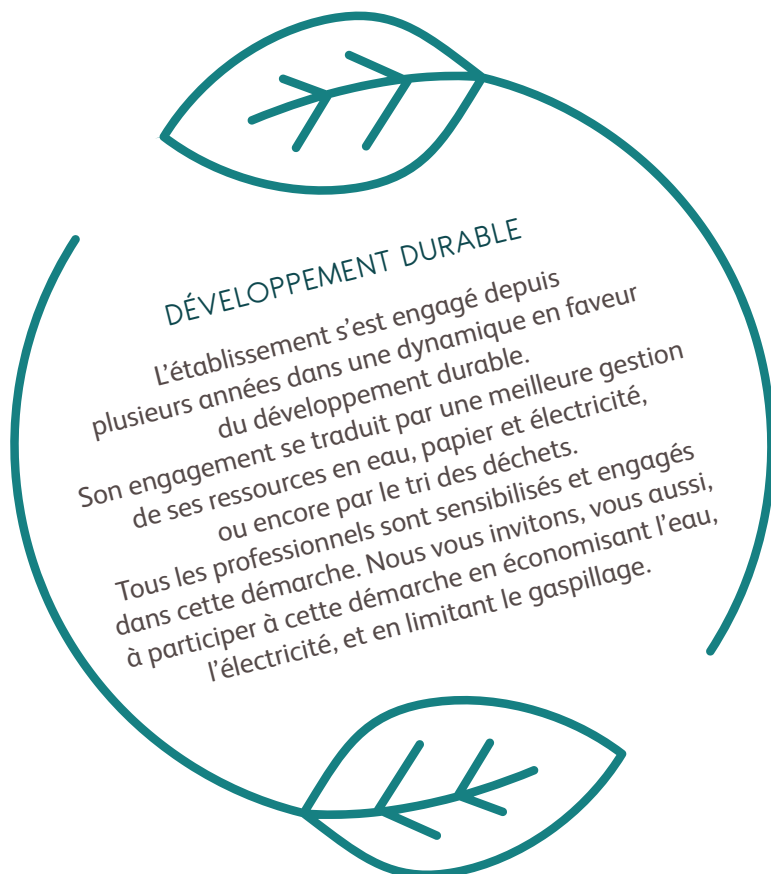 DÉVELOPPEMENT DURABLE
L’établissement s’est engagé depuis
plusieurs années dans une dynamique en faveur
du développement durable.
Son engagement se traduit par une meilleure gestion
de ses ressources en eau, papier et électricité,
ou encore par le tri des déchets.
Tous les professionnels sont sensibilisés et engagés
dans cette démarche. Nous vous invitons, vous aussi,
à participer à cette démarche en économisant l’eau,
l’électricité, et en limitant le gaspillage.